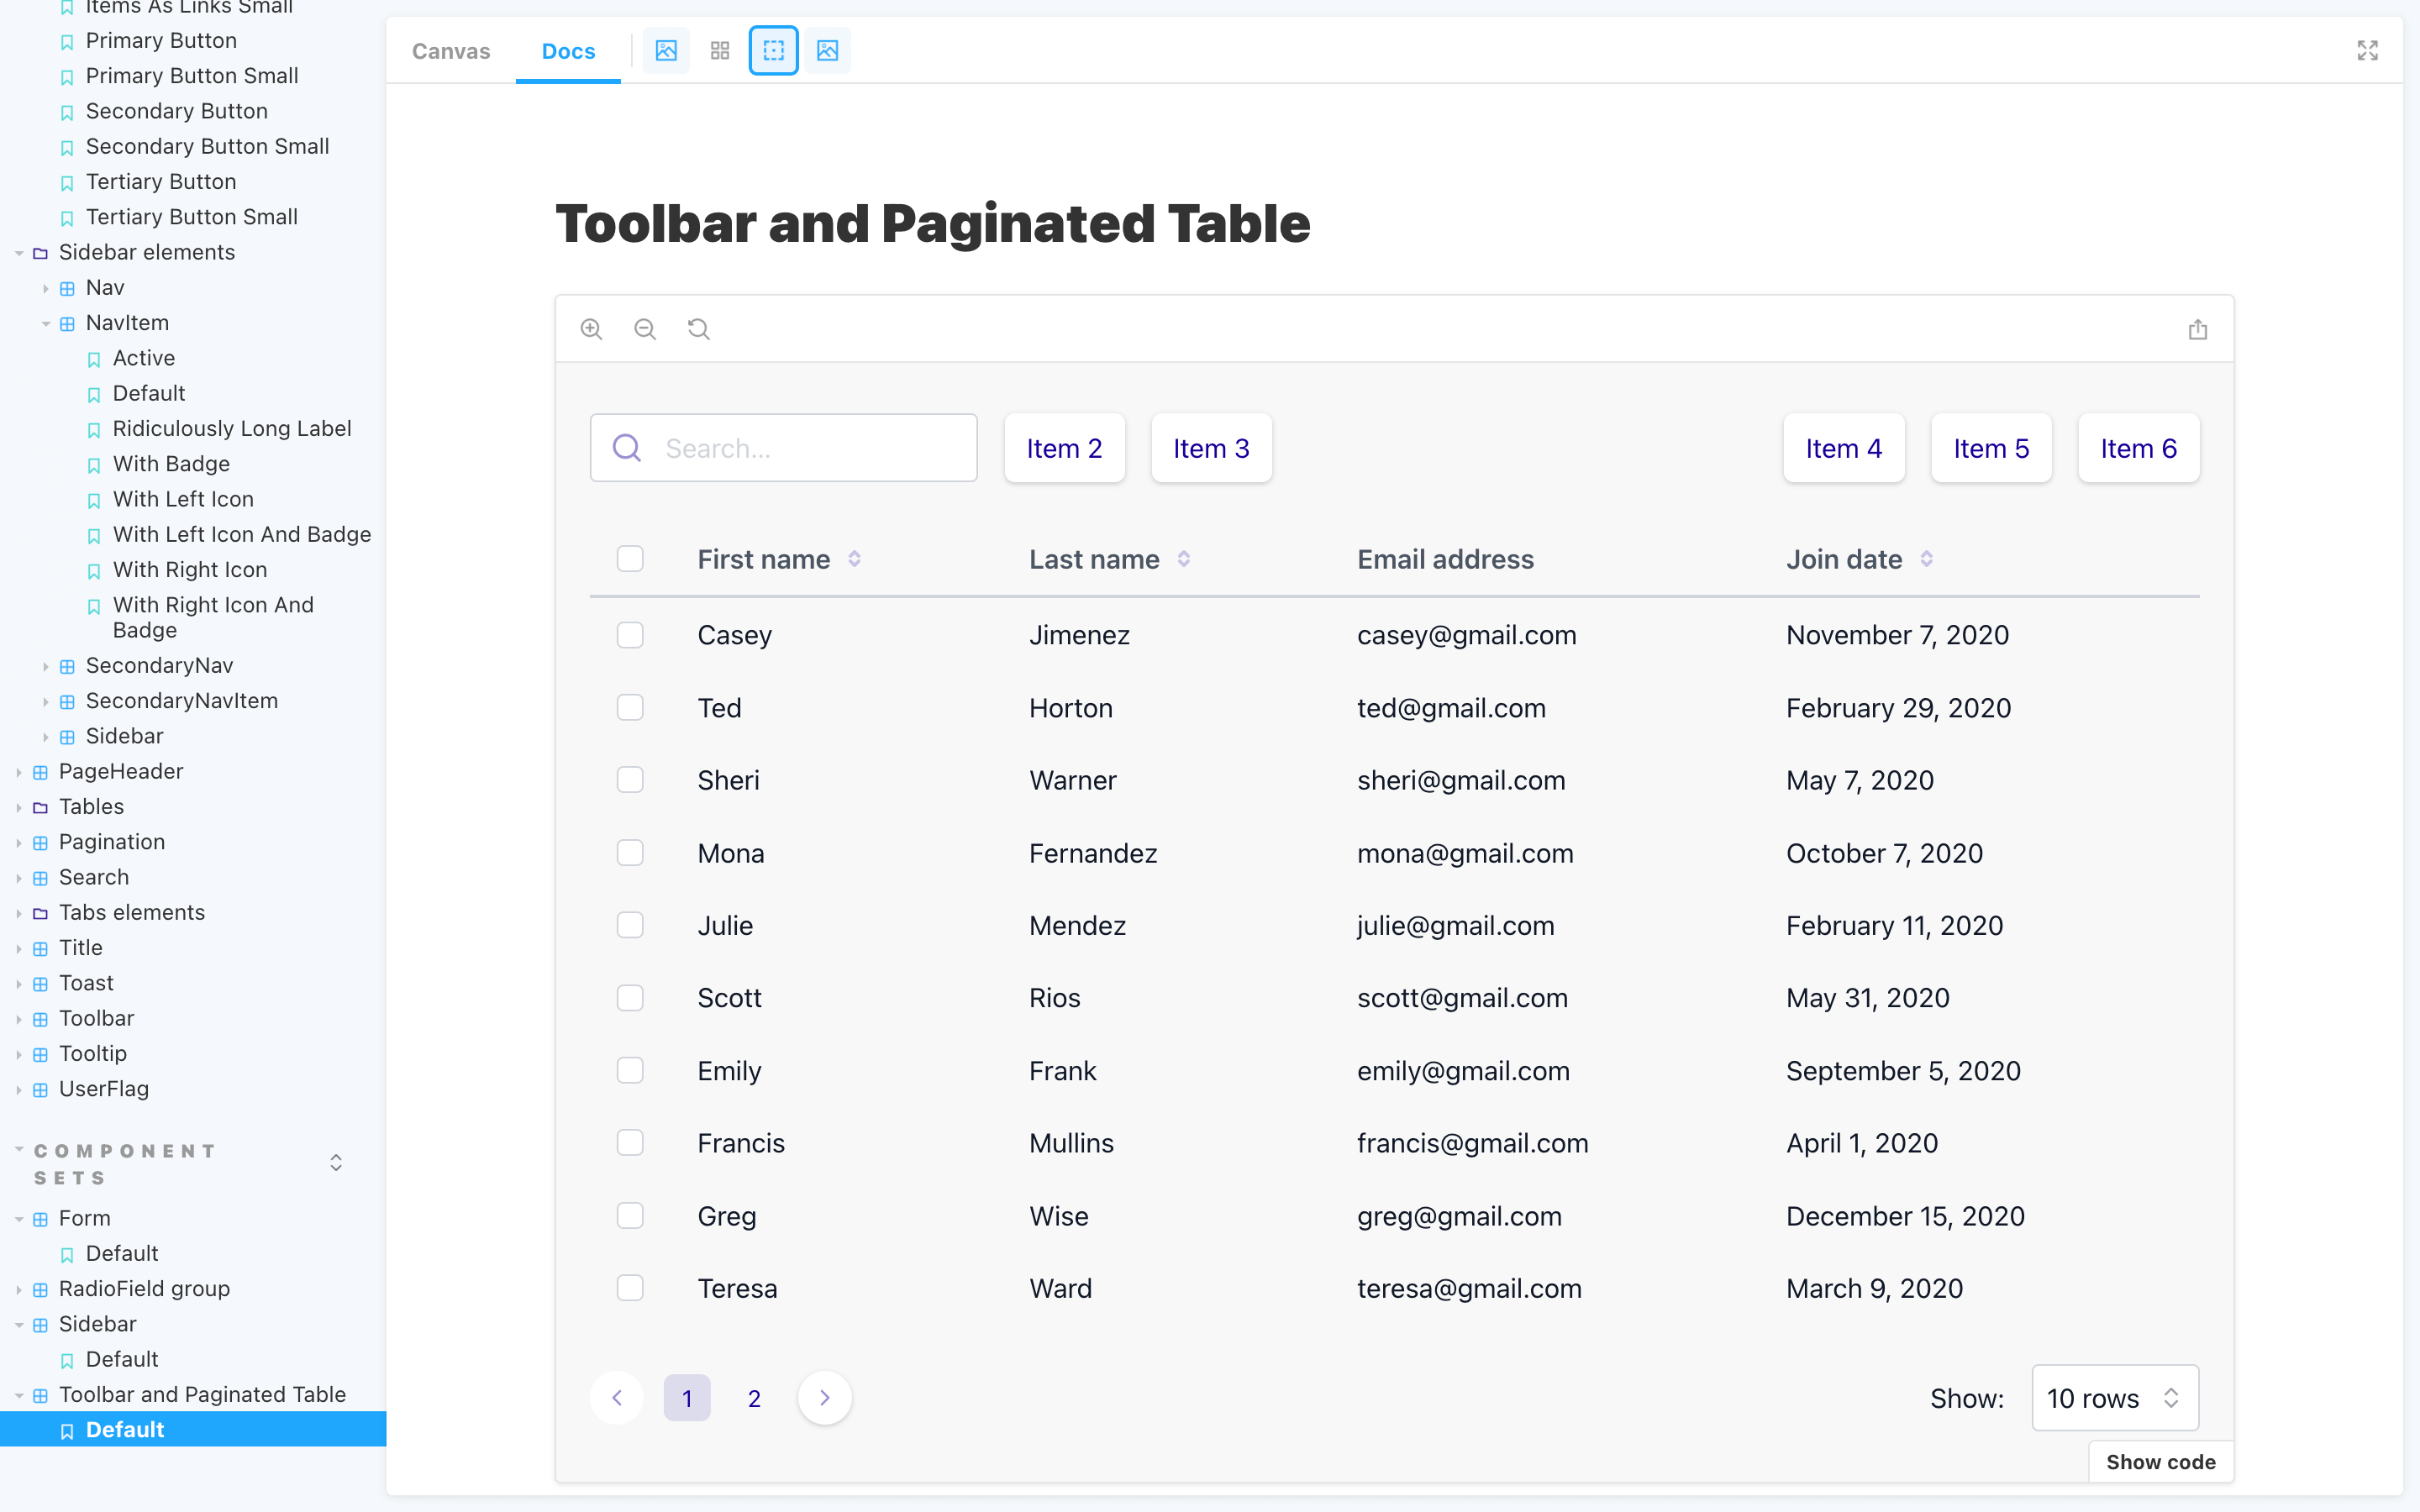 Items As Links Small
Primary Button
Primary Button Small
Secondary Button
Secondary Button Small
Tertiary Button
Tertiary Button Small
Sidebar elements
Nav
NavItem
Active
Default
Ridiculously Long Label
With Badge
With Left Icon
With Left Icon And Badge
With Right Icon
With Right Icon And
Badge
SecondaryNav
SecondaryNavItem
Sidebar
PageHeader
Tables
Pagination
Search
Tabs elements
Title
Toast
Toolbar
Tooltip
UserFlag
COMPONENT
SETS
Form
Default
RadioField group
Sidebar
Default
Toolbar and Paginated Table
Default
Canvas Docs
Toolbar and Paginated Table
Search... Item 2 Item 3 Item 4 Item 5 Item 6
First name Last name Email address Join date
Casey Jimenez casey@gmail.com November 7, 2020
Ted Horton ted@gmail.com February 29, 2020
Sheri Warner sheri@gmail.com May 7, 2020
Mona Fernandez mona@gmail.com October 7, 2020
Julie Mendez julie@gmail.com February 11, 2020
Scott Rios scott@gmail.com May 31, 2020
Emily Frank emily@gmail.com September 5, 2020
Francis Mullins francis@gmail.com April 1, 2020
Greg Wise greg@gmail.com December 15, 2020
Teresa Ward teresa@gmail.com March 9, 2020
1 2 Show: 10 rows
Show code